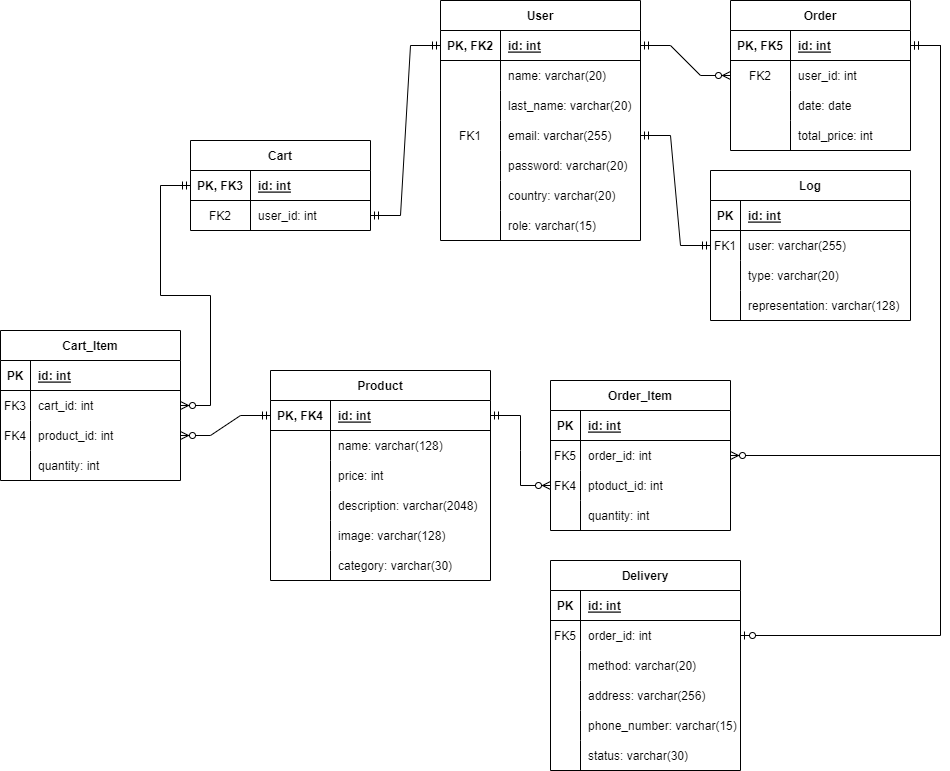 User
PK, FK2 id: int
name: varchar(20)
last_name: varchar(20)
FK1 email: varchar(255)
password: varchar(20)
country: varchar(20)
role: varchar(15)
Order
PK, FK5 id: int
FK2 user_id: int
date: date
total_price: int
Cart
PK, FK3 id: int
FK2 user_id: int
Log
PK id: int
FK1 user: varchar(255)
type: varchar(20)
representation: varchar(128)
Cart_Item
PK id: int
FK3 cart_id: int
FK4 product_id: int
quantity: int
Product
PK, FK4 id: int
name: varchar(128)
price: int
description: varchar(2048)
image: varchar(128)
category: varchar(30)
Order_Item
PK id: int
FK5 order_id: int
FK4 ptoduct_id: int
quantity: int
Delivery
PK id: int
FK5 order_id: int
method: varchar(20)
address: varchar(256)
phone_number: varchar(15)
status: varchar(30)